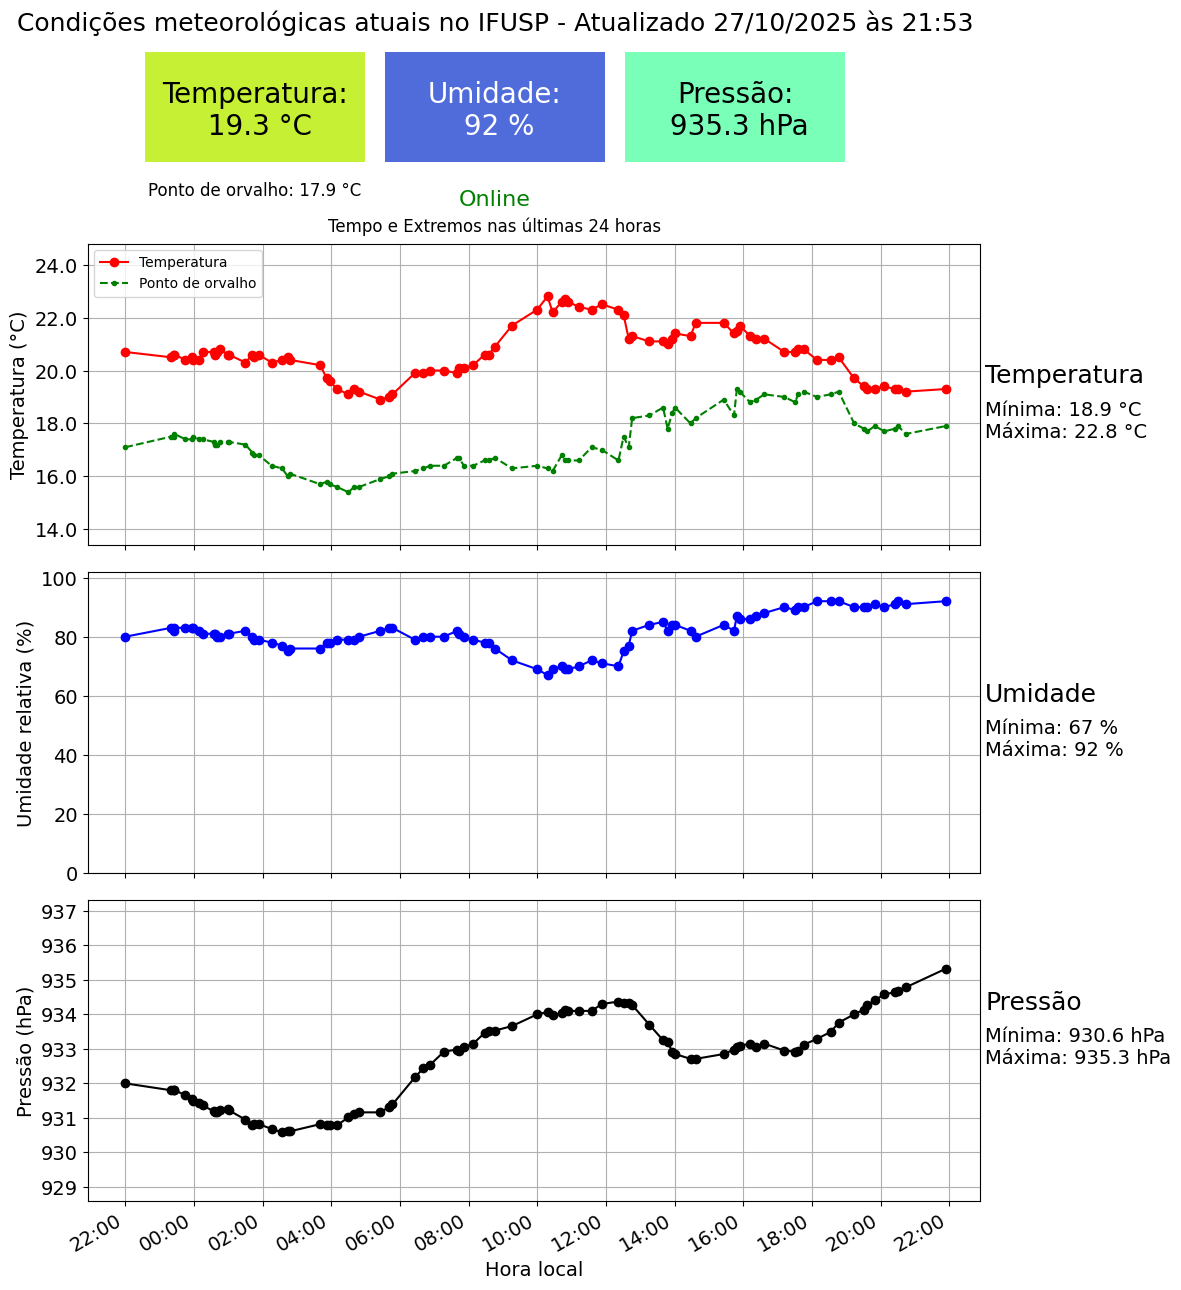 Condições meteorológicas atuais no IFUSP - Atualizado 27/10/2025 às 21:53
Temperatura:
19.3 °C
Umidade:
92 %
Pressão:
935.3 hPa
Ponto de orvalho: 17.9 °C
Online
Tempo e Extremos nas últimas 24 horas
Temperatura
Ponto de orvalho
Temperatura (°C)
24.0
22.0
20.0
18.0
16.0
14.0
Temperatura
Mínima: 18.9 °C
Máxima: 22.8 °C
Umidade relativa (%)
100
80
60
40
20
0
Umidade
Mínima: 67 %
Máxima: 92 %
Pressão (hPa)
937
936
935
934
933
932
931
930
929
Pressão
Mínima: 930.6 hPa
Máxima: 935.3 hPa
22:00
00:00
02:00
04:00
06:00
08:00
10:00
12:00
14:00
16:00
18:00
20:00
22:00
Hora local